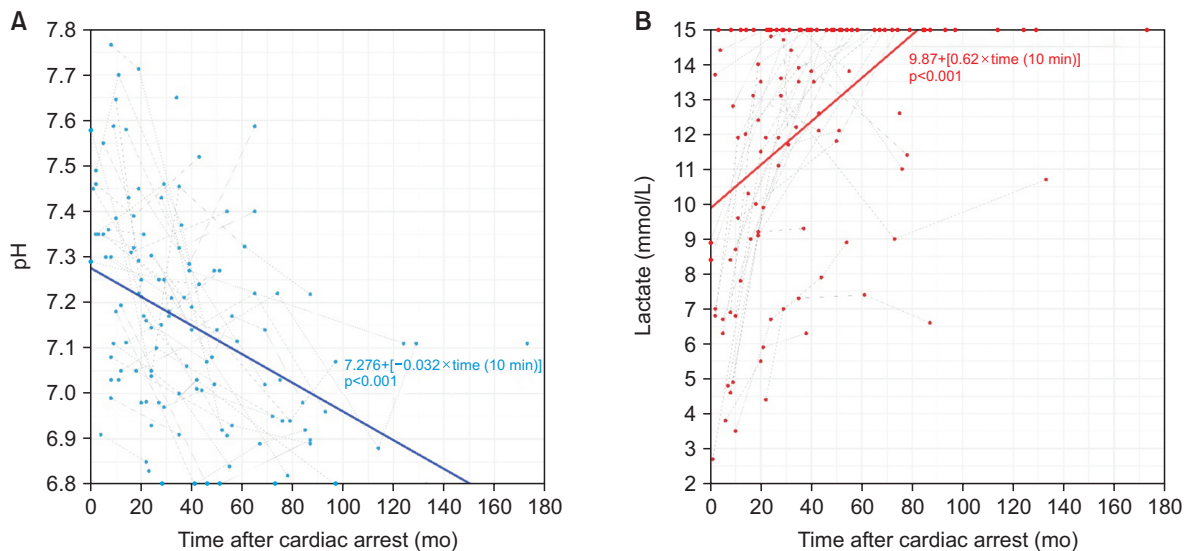 A
7.8
7.7
7.6
7.5
7.4
7.3
7.2
7.1
7.0
6.9
6.8
pH
7.276+[−0.032×time (10 min)]
p<0.001
0 20 40 60 80 100 120 140 160 180
Time after cardiac arrest (mo)
B
15
14
13
12
11
10
9
8
7
6
5
4
3
2
Lactate (mmol/L)
9.87+[0.62×time (10 min)]
p<0.001
0 20 40 60 80 100 120 140 160 180
Time after cardiac arrest (mo)